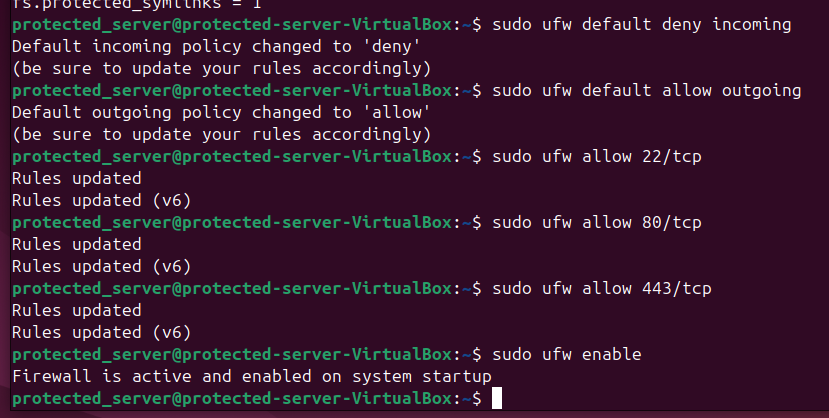 fs.protected_symlinks = 1
protected_server@protected-server-VirtualBox:~$ sudo ufw default deny incoming
Default incoming policy changed to 'deny'
(be sure to update your rules accordingly)
protected_server@protected-server-VirtualBox:~$ sudo ufw default allow outgoing
Default outgoing policy changed to 'allow'
(be sure to update your rules accordingly)
protected_server@protected-server-VirtualBox:~$ sudo ufw allow 22/tcp
Rules updated
Rules updated (v6)
protected_server@protected-server-VirtualBox:~$ sudo ufw allow 80/tcp
Rules updated
Rules updated (v6)
protected_server@protected-server-VirtualBox:~$ sudo ufw allow 443/tcp
Rules updated
Rules updated (v6)
protected_server@protected-server-VirtualBox:~$ sudo ufw enable
Firewall is active and enabled on system startup
protected_server@protected-server-VirtualBox:~$